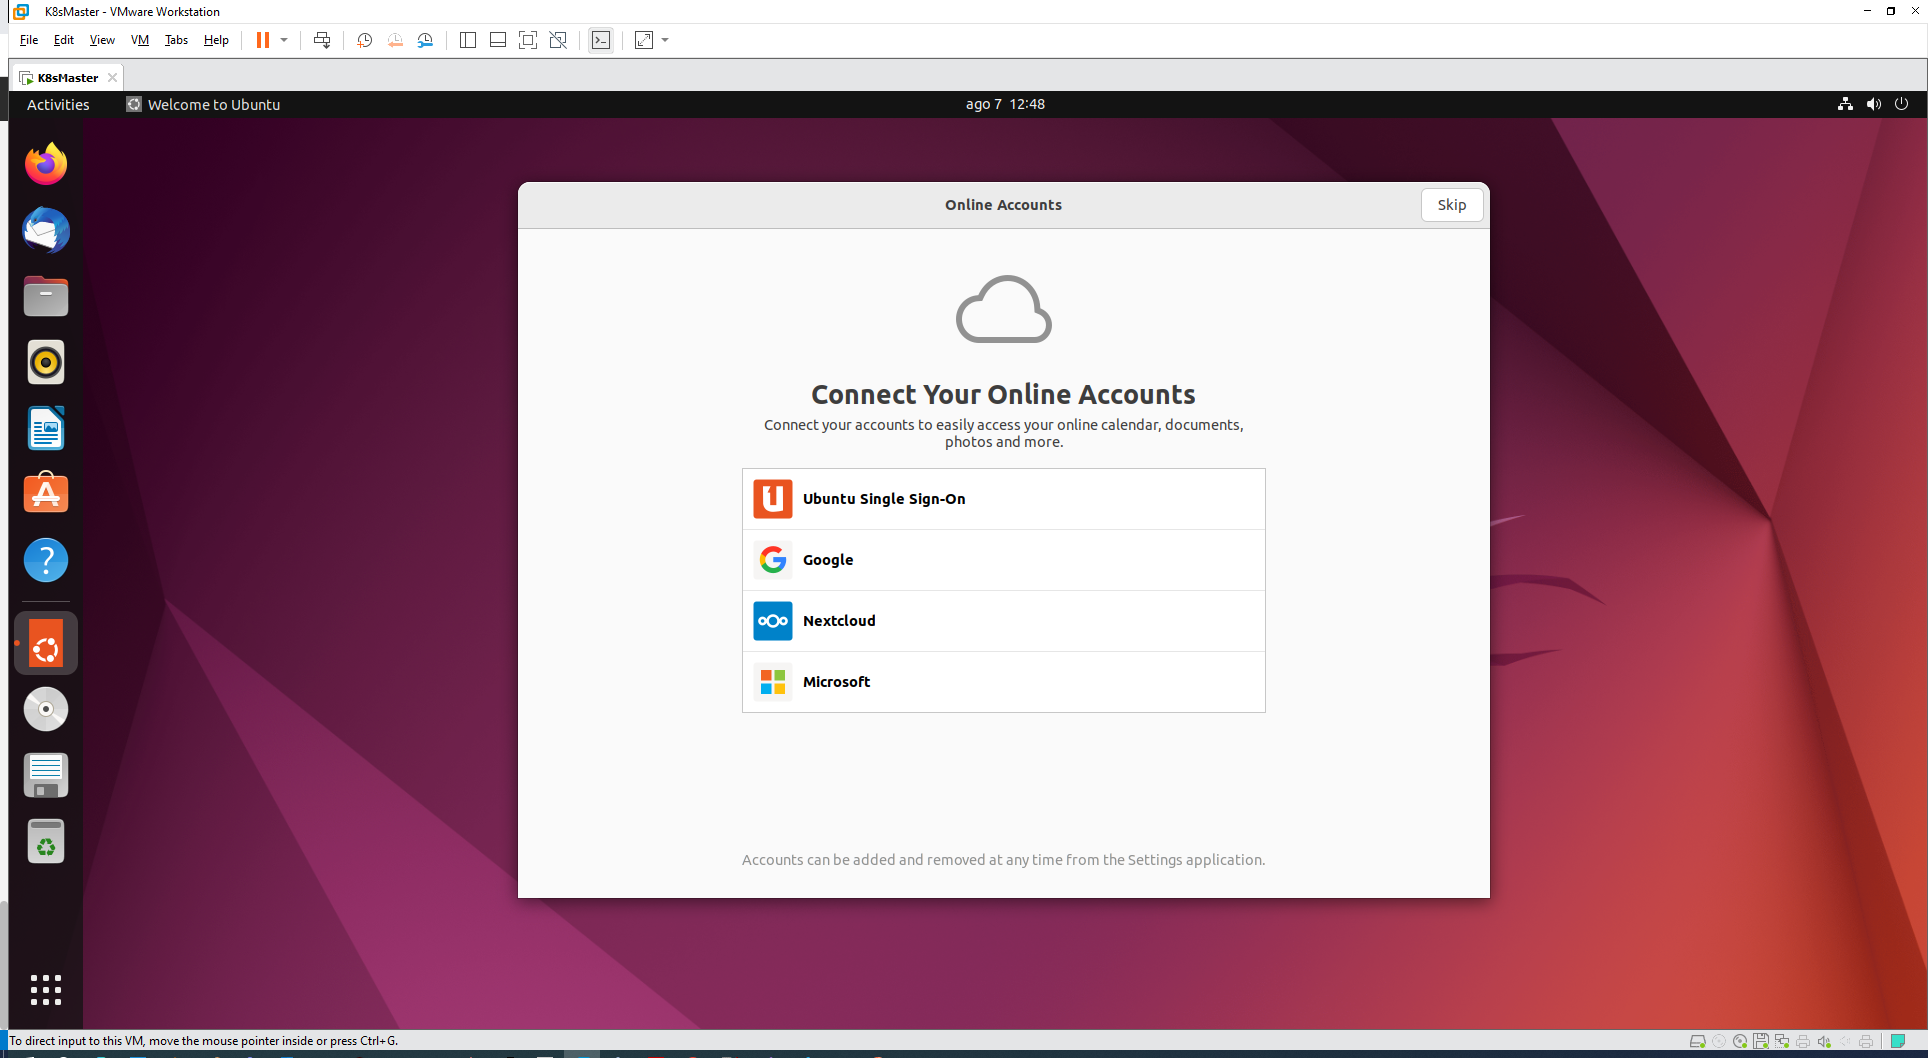 K8sMaster - VMware Workstation
File Edit View VM Tabs Help
K8sMaster
Activities Welcome to Ubuntu ago 7 12:48
Online Accounts Skip
Connect Your Online Accounts
Connect your accounts to easily access your online calendar, documents,
photos and more.
Ubuntu Single Sign-On
Google
Nextcloud
Microsoft
Accounts can be added and removed at any time from the Settings application.
To direct input to this VM, move the mouse pointer inside or press Ctrl+G.